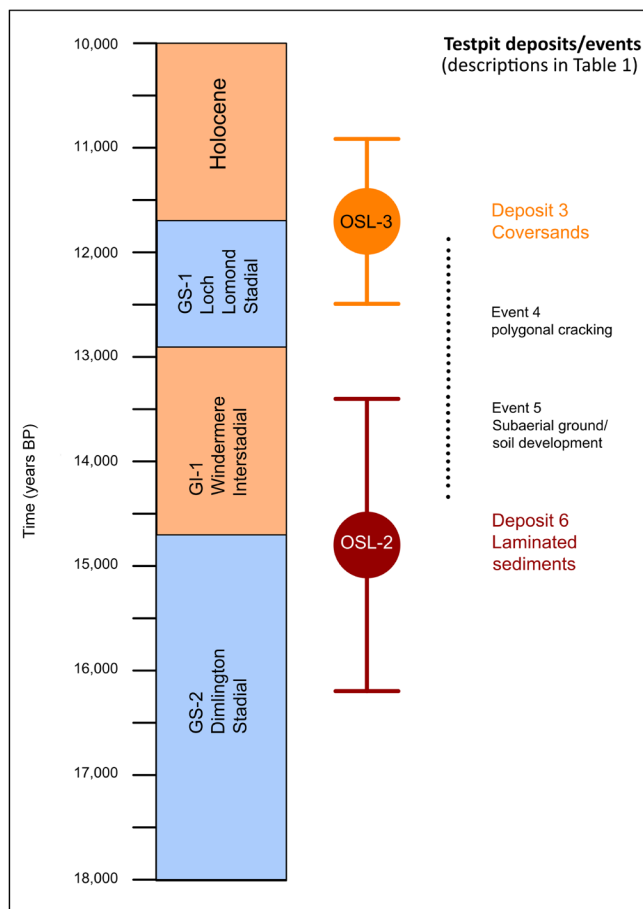 Testpit deposits/events
(descriptions in Table 1)
Time (years BP)
10,000
11,000
12,000
13,000
14,000
15,000
16,000
17,000
18,000
Holocene
GS-1
Loch
Lomond
Stadial
GI-1
Windermere
Interstadial
GS-2
Dimlington
Stadial
OSL-3
OSL-2
Deposit 3
Coversands
Event 4
polygonal cracking
Event 5
Subaerial ground/
soil development
Deposit 6
Laminated
sediments